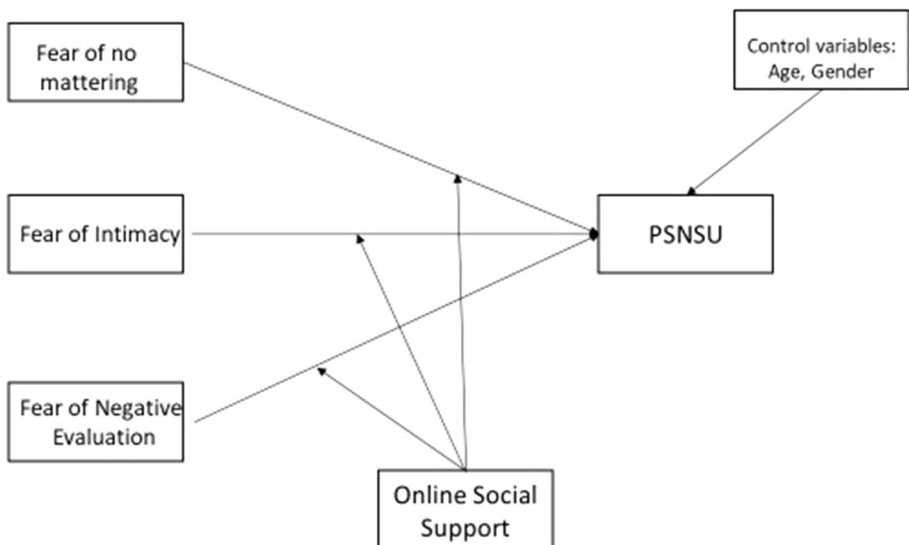 Fear of no
mattering
Control variables:
Age, Gender
Fear of Intimacy
PSNSU
Fear of Negative
Evaluation
Online Social
Support